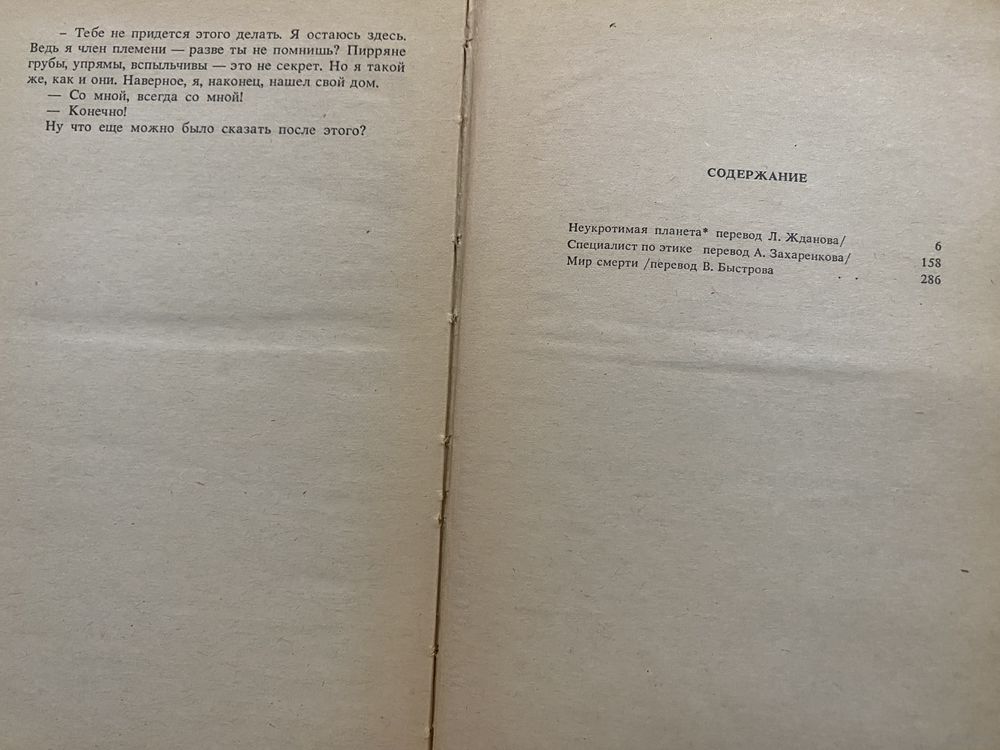 – Тебе не придется этого делать. Я остаюсь здесь.
Ведь я член племени — разве ты не помнишь? Пирряне
грубы, упрямы, вспыльчивы — это не секрет. Но я такой
же, как и они. Наверное, я, наконец, нашел свой дом.
— Со мной, всегда со мной!
— Конечно!
Ну что еще можно было сказать после этого?
СОДЕРЖАНИЕ
Неукротимая планета* перевод Л. Жданова/ 6
Специалист по этике перевод А. Захаренкова/ 158
Мир смерти /перевод В. Быстрова 286